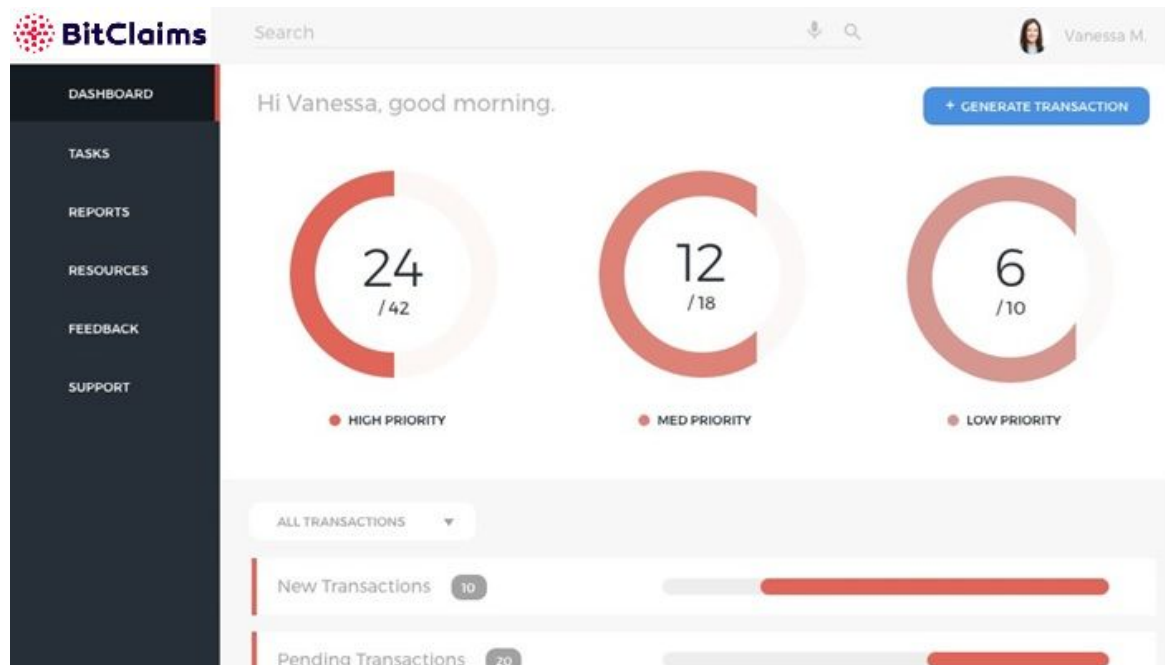 BitClaims
Search
Vanessa M.
DASHBOARD
TASKS
REPORTS
RESOURCES
FEEDBACK
SUPPORT
Hi Vanessa, good morning.
+ GENERATE TRANSACTION
24
/42
HIGH PRIORITY
12
/18
MED PRIORITY
6
/10
LOW PRIORITY
ALL TRANSACTIONS
New Transactions 10
Pending Transactions 20